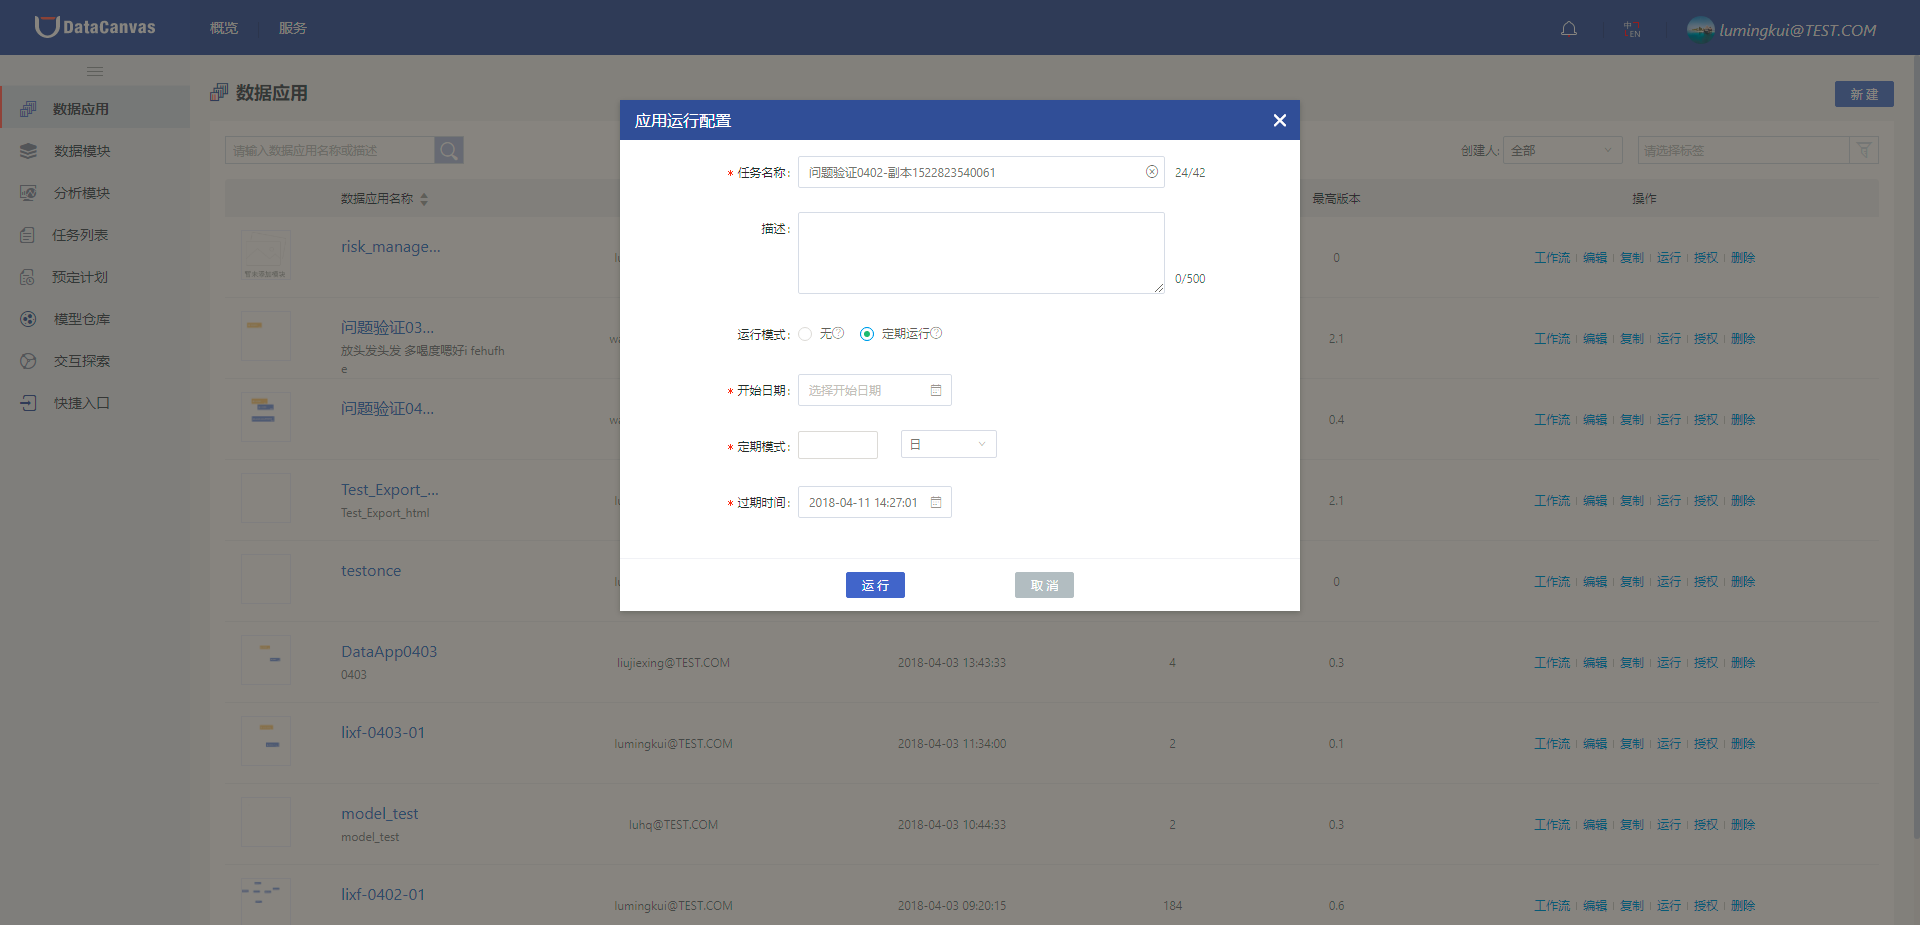 DataCanvas
概览
服务
中
EN
lumingkui@TEST.COM
数据应用
数据模块
分析模块
任务列表
预定计划
模型仓库
交互探索
快捷入口
数据应用
新 建
请输入数据应用名称或描述
创建人: 全部
请选择标签
数据应用名称
最高版本
操作
risk_manage...
0
工作流 编辑 复制 运行 授权 删除
问题验证03...
放头发头发 多喝度嗯好i fehufh
e
2.1
工作流 编辑 复制 运行 授权 删除
问题验证04...
0.4
工作流 编辑 复制 运行 授权 删除
Test_Export_...
Test_Export_html
2.1
工作流 编辑 复制 运行 授权 删除
testonce
0
工作流 编辑 复制 运行 授权 删除
DataApp0403
0403
liujiexing@TEST.COM
2018-04-03 13:43:33
4
0.3
工作流 编辑 复制 运行 授权 删除
lixf-0403-01
lumingkui@TEST.COM
2018-04-03 11:34:00
2
0.1
工作流 编辑 复制 运行 授权 删除
model_test
model_test
luhq@TEST.COM
2018-04-03 10:44:33
2
0.3
工作流 编辑 复制 运行 授权 删除
lixf-0402-01
lumingkui@TEST.COM
2018-04-03 09:20:15
184
0.6
工作流 编辑 复制 运行 授权 删除
应用运行配置
* 任务名称: 问题验证0402-副本1522823540061 24/42
描述:
0/500
运行模式: 无 定期运行
* 开始日期: 选择开始日期
* 定期模式: 日
* 过期时间: 2018-04-11 14:27:01
运 行
取 消